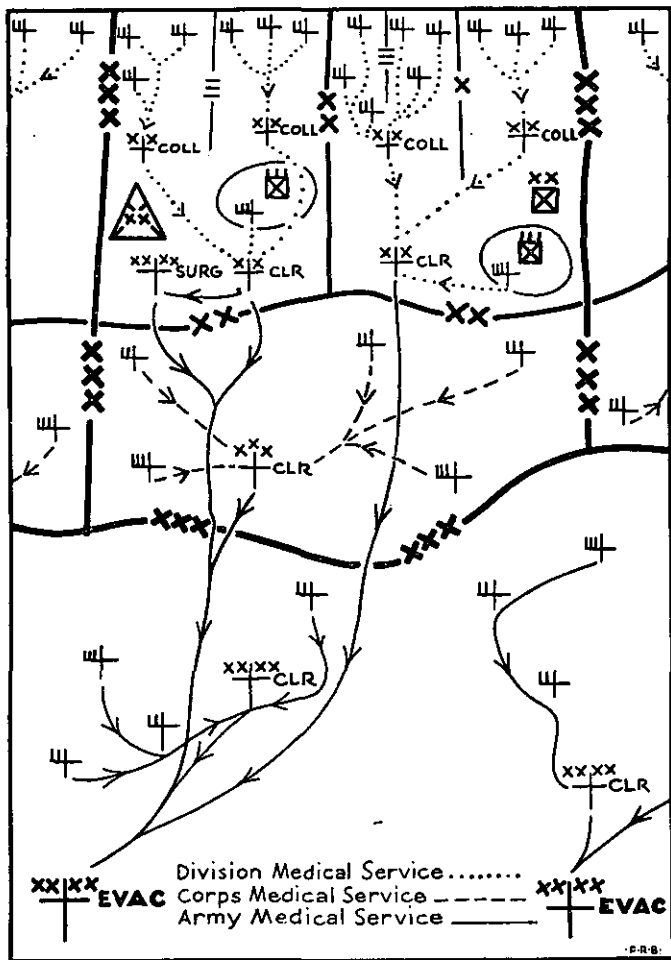 COLL
COLL
COLL
COLL
SURG
CLR
CLR
CLR
CLR
CLR
Division Medical Service........
Corps Medical Service ------
Army Medical Service ———
EVAC
EVAC
·P.R.B·